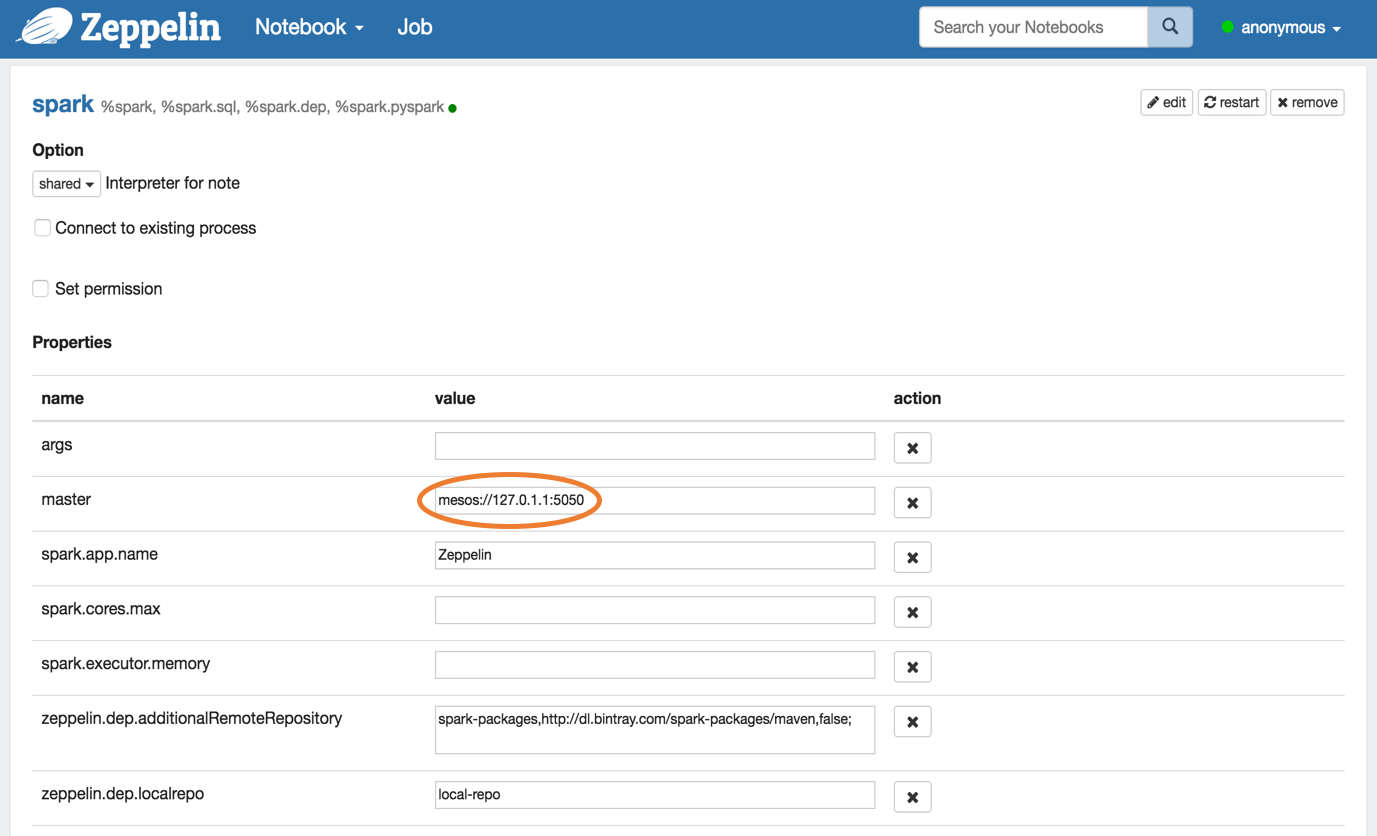 Zeppelin Notebook Job Search your Notebooks anonymous
spark %spark, %spark.sql, %spark.dep, %spark.pyspark edit restart remove
Option
shared Interpreter for note
Connect to existing process
Set permission
Properties
name value action
args
master mesos://127.0.1.1:5050
spark.app.name Zeppelin
spark.cores.max
spark.executor.memory
zeppelin.dep.additionalRemoteRepository spark-packages,http://dl.bintray.com/spark-packages/maven,false;
zeppelin.dep.localrepo local-repo